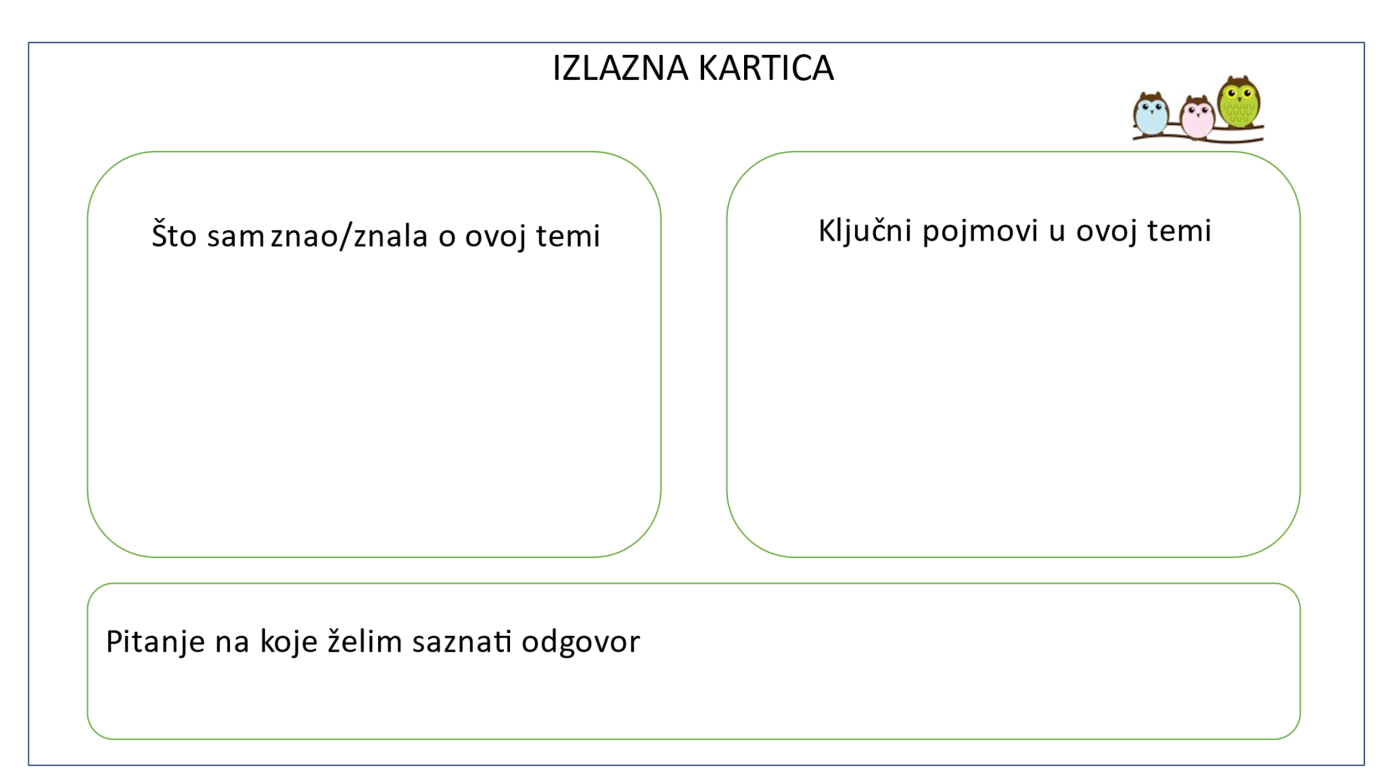 IZLAZNA KARTICA
Što sam znao/znala o ovoj temi
Ključni pojmovi u ovoj temi
Pitanje na koje želim saznati odgovor